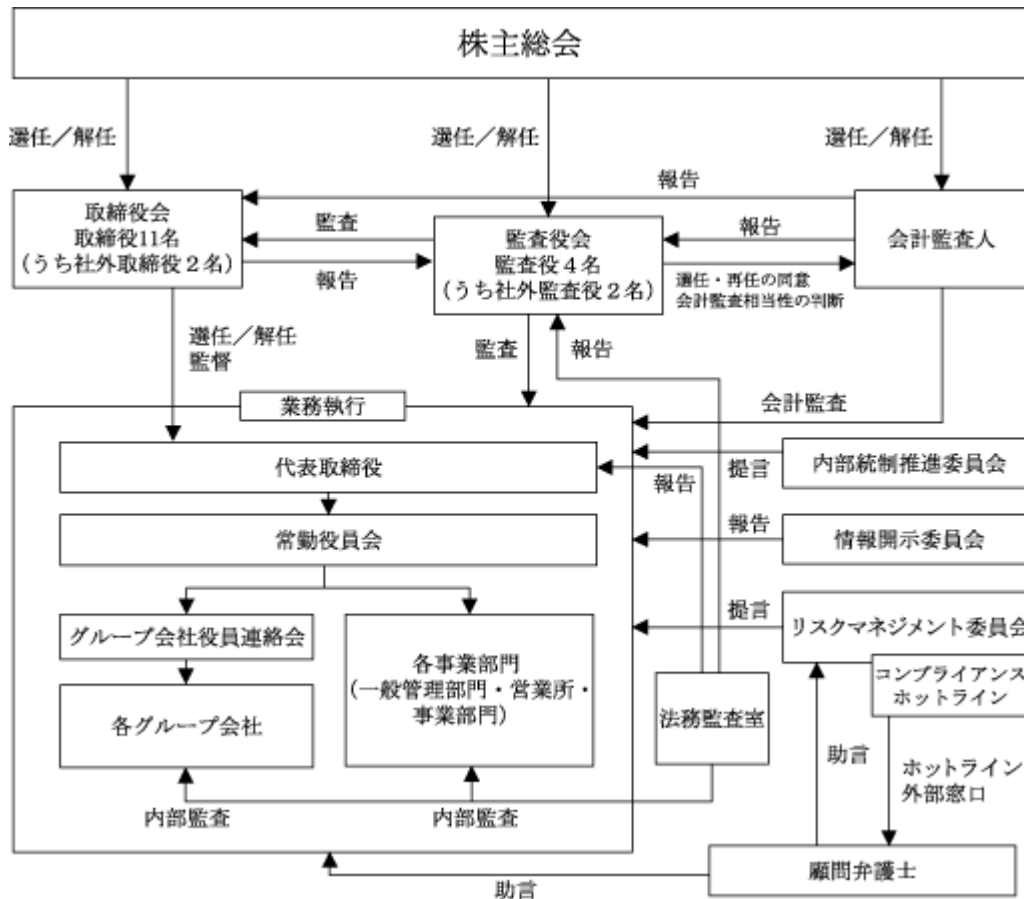 株主総会
選任／解任
選任／解任
選任／解任
報告
取締役会
取締役11名
（うち社外取締役２名）
監査
報告
監査役会
監査役４名
（うち社外監査役２名）
報告
会計監査人
選任・再任の同意
会計監査相当性の判断
選任／解任
監督
監査
報告
業務執行
会計監査
代表取締役
報告
提言
内部統制推進委員会
常勤役員会
報告
情報開示委員会
グループ会社役員連絡会
各事業部門
（一般管理部門・営業所・
事業部門）
提言
リスクマネジメント委員会
コンプライアンス
ホットライン
各グループ会社
法務監査室
助言
ホットライン
外部窓口
内部監査
内部監査
顧問弁護士
助言